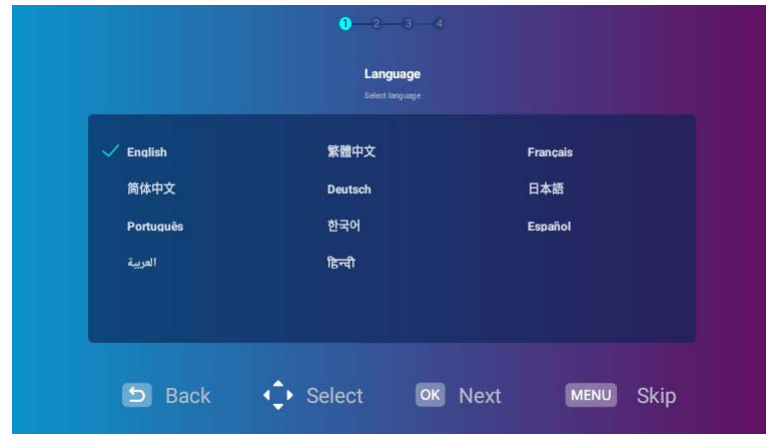 1 2 3 4
Language
Select language
English 繁體中文 Français
简体中文 Deutsch 日本語
Português 한국어 Español
العربية हिन्दी
Back Select OK Next MENU Skip